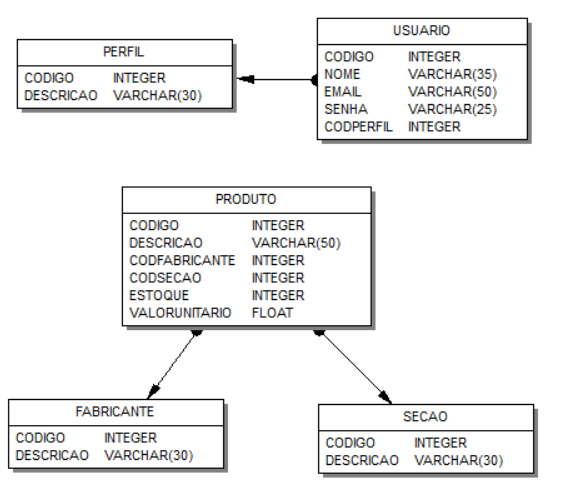 PERFIL
CODIGO INTEGER
DESCRICAO VARCHAR(30)
USUARIO
CODIGO INTEGER
NOME VARCHAR(35)
EMAIL VARCHAR(50)
SENHA VARCHAR(25)
CODPERFIL INTEGER
PRODUTO
CODIGO INTEGER
DESCRICAO VARCHAR(50)
CODFABRICANTE INTEGER
CODSECAO INTEGER
ESTOQUE INTEGER
VALORUNITARIO FLOAT
FABRICANTE
CODIGO INTEGER
DESCRICAO VARCHAR(30)
SECAO
CODIGO INTEGER
DESCRICAO VARCHAR(30)